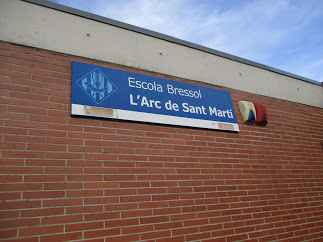 Escola Bressol
L'Arc de Sant Martí